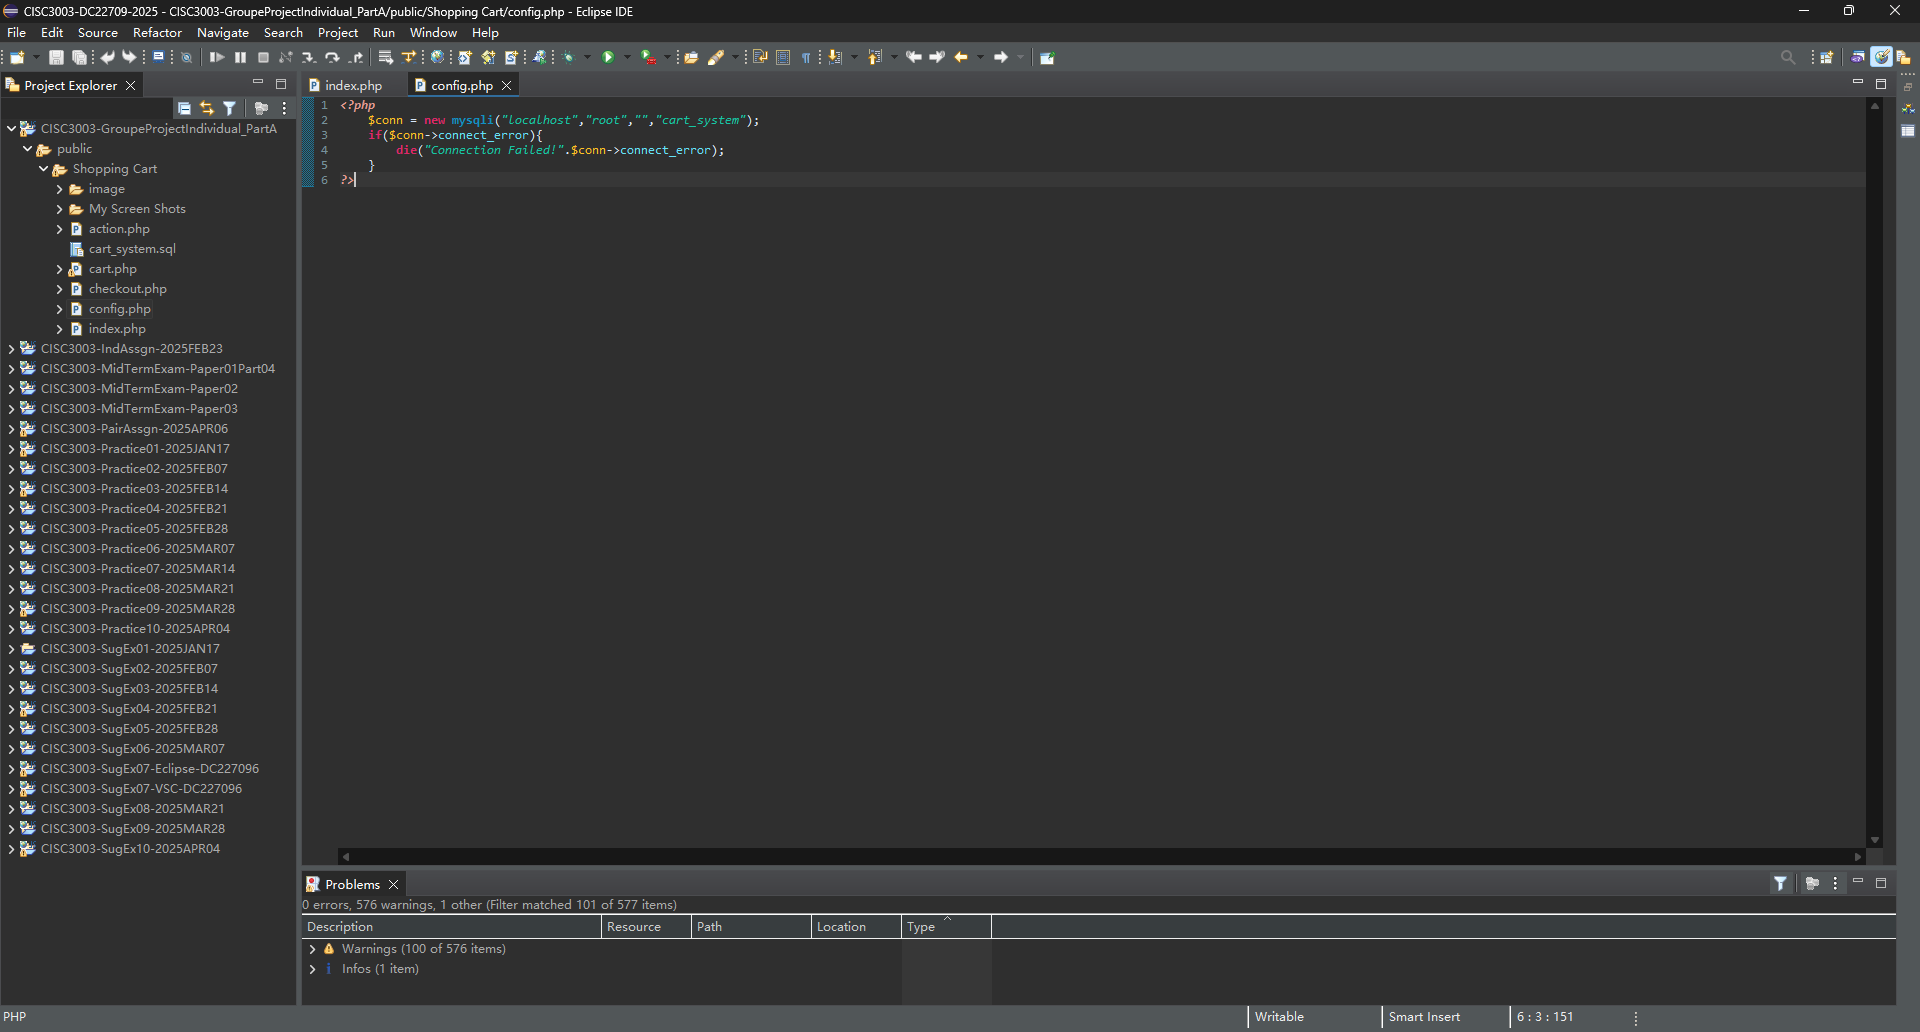 CISC3003-DC22709-2025 - CISC3003-GroupeProjectIndividual_PartA/public/Shopping Cart/config.php - Eclipse IDE
File Edit Source Refactor Navigate Search Project Run Window Help
Project Explorer
index.php
config.php
CISC3003-GroupeProjectIndividual_PartA
public
Shopping Cart
image
My Screen Shots
action.php
cart_system.sql
cart.php
checkout.php
config.php
index.php
CISC3003-IndAssgn-2025FEB23
CISC3003-MidTermExam-Paper01Part04
CISC3003-MidTermExam-Paper02
CISC3003-MidTermExam-Paper03
CISC3003-PairAssgn-2025APR06
CISC3003-Practice01-2025JAN17
CISC3003-Practice02-2025FEB07
CISC3003-Practice03-2025FEB14
CISC3003-Practice04-2025FEB21
CISC3003-Practice05-2025FEB28
CISC3003-Practice06-2025MAR07
CISC3003-Practice07-2025MAR14
CISC3003-Practice08-2025MAR21
CISC3003-Practice09-2025MAR28
CISC3003-Practice10-2025APR04
CISC3003-SugEx01-2025JAN17
CISC3003-SugEx02-2025FEB07
CISC3003-SugEx03-2025FEB14
CISC3003-SugEx04-2025FEB21
CISC3003-SugEx05-2025FEB28
CISC3003-SugEx06-2025MAR07
CISC3003-SugEx07-Eclipse-DC227096
CISC3003-SugEx07-VSC-DC227096
CISC3003-SugEx08-2025MAR21
CISC3003-SugEx09-2025MAR28
CISC3003-SugEx10-2025APR04
1 <?php
2 $conn = new mysqli("localhost","root","","cart_system");
3 if($conn->connect_error){
4 die("Connection Failed!".$conn->connect_error);
5 }
6 ?>
Problems
0 errors, 576 warnings, 1 other (Filter matched 101 of 577 items)
Description Resource Path Location Type
Warnings (100 of 576 items)
Infos (1 item)
PHP Writable Smart Insert 6 : 3 : 151